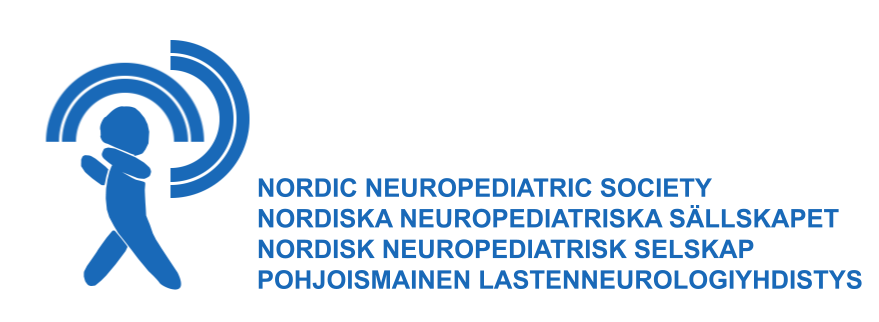 NORDIC NEUROPEDIATRIC SOCIETY
NORDISKA NEUROPEDIATRISKA SÄLLSKAPET
NORDISK NEUROPEDIATRISK SELSKAP
POHJOISMAINEN LASTENNEUROLOGIYHDISTYS